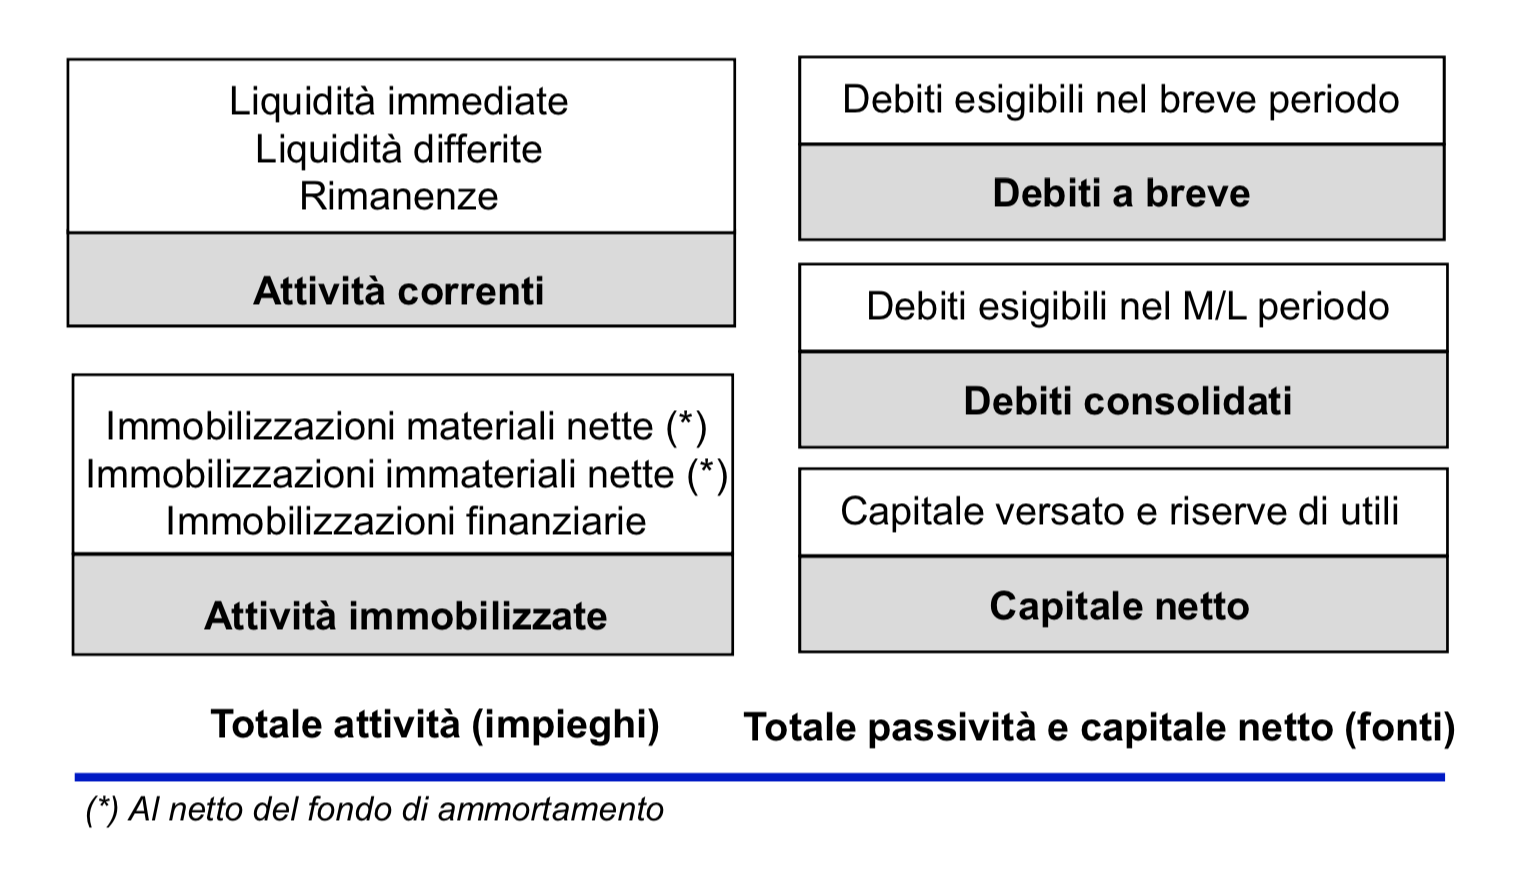 Liquidità immediate
Liquidità differite
Rimanenze
Attività correnti
Immobilizzazioni materiali nette (*)
Immobilizzazioni immateriali nette (*)
Immobilizzazioni finanziarie
Attività immobilizzate
Totale attività (impieghi)
Debiti esigibili nel breve periodo
Debiti a breve
Debiti esigibili nel M/L periodo
Debiti consolidati
Capitale versato e riserve di utili
Capitale netto
Totale passività e capitale netto (fonti)
(*) Al netto del fondo di ammortamento